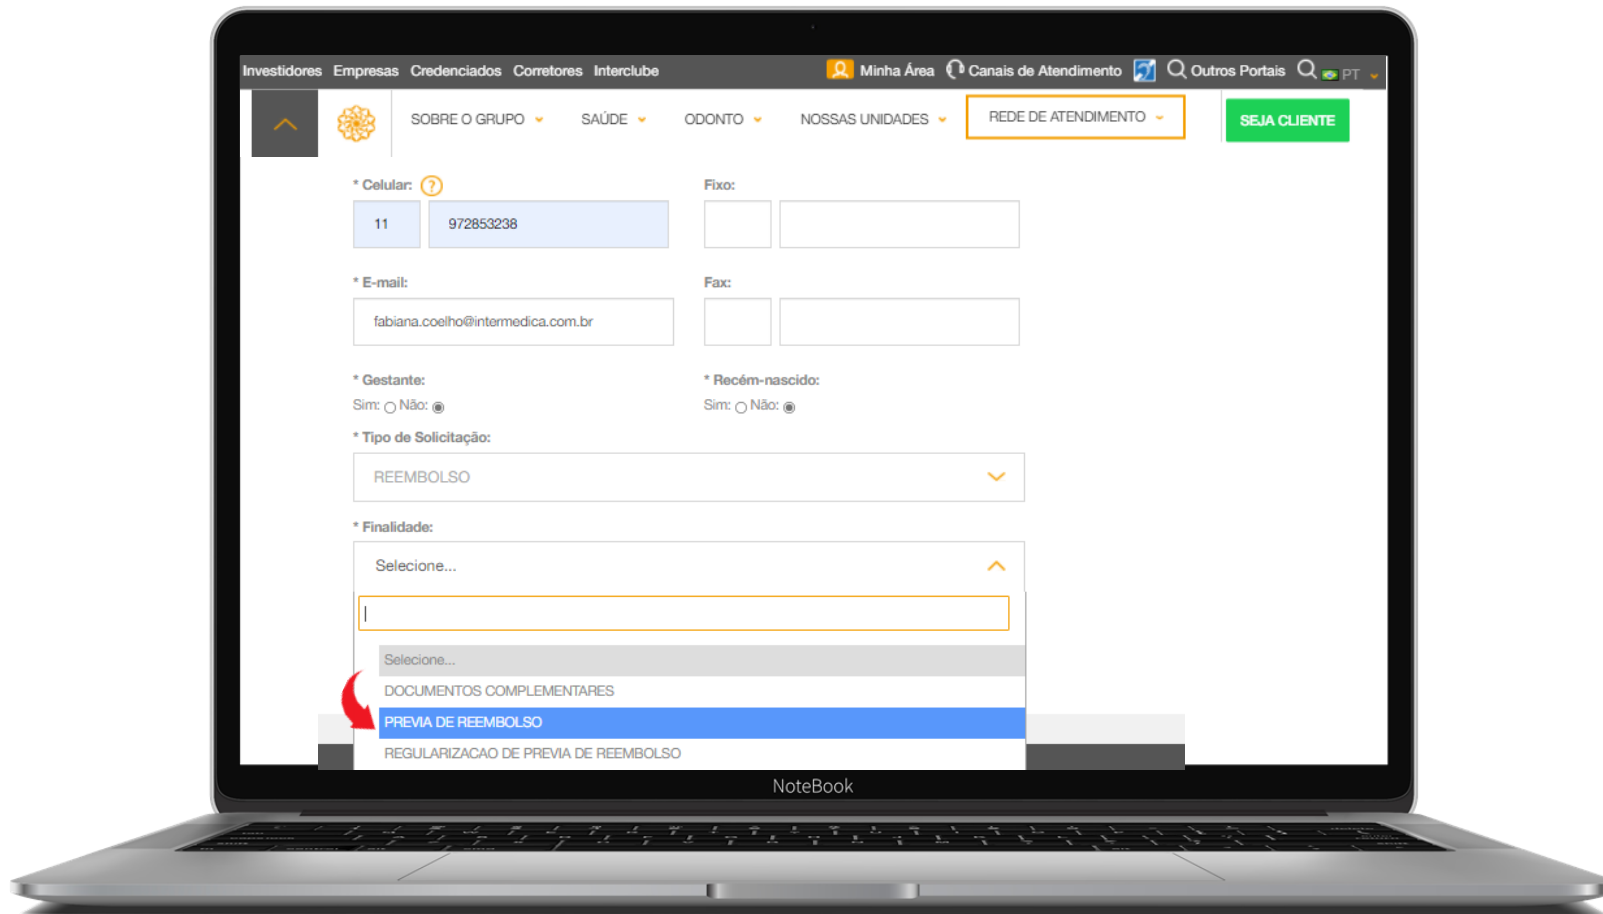 Investidores Empresas Credenciados Corretores Interclube Minha Área Canais de Atendimento Outros Portais PT
SOBRE O GRUPO SAÚDE ODONTO NOSSAS UNIDADES REDE DE ATENDIMENTO SEJA CLIENTE
* Celular: ? Fixo:
11 972853238
* E-mail: Fax:
fabiana.coelho@intermedica.com.br
* Gestante: * Recém-nascido:
Sim: Não: Sim: Não:
* Tipo de Solicitação:
REEMBOLSO
* Finalidade:
Selecione...
Selecione...
DOCUMENTOS COMPLEMENTARES
PREVIA DE REEMBOLSO
REGULARIZACAO DE PREVIA DE REEMBOLSO
NoteBook